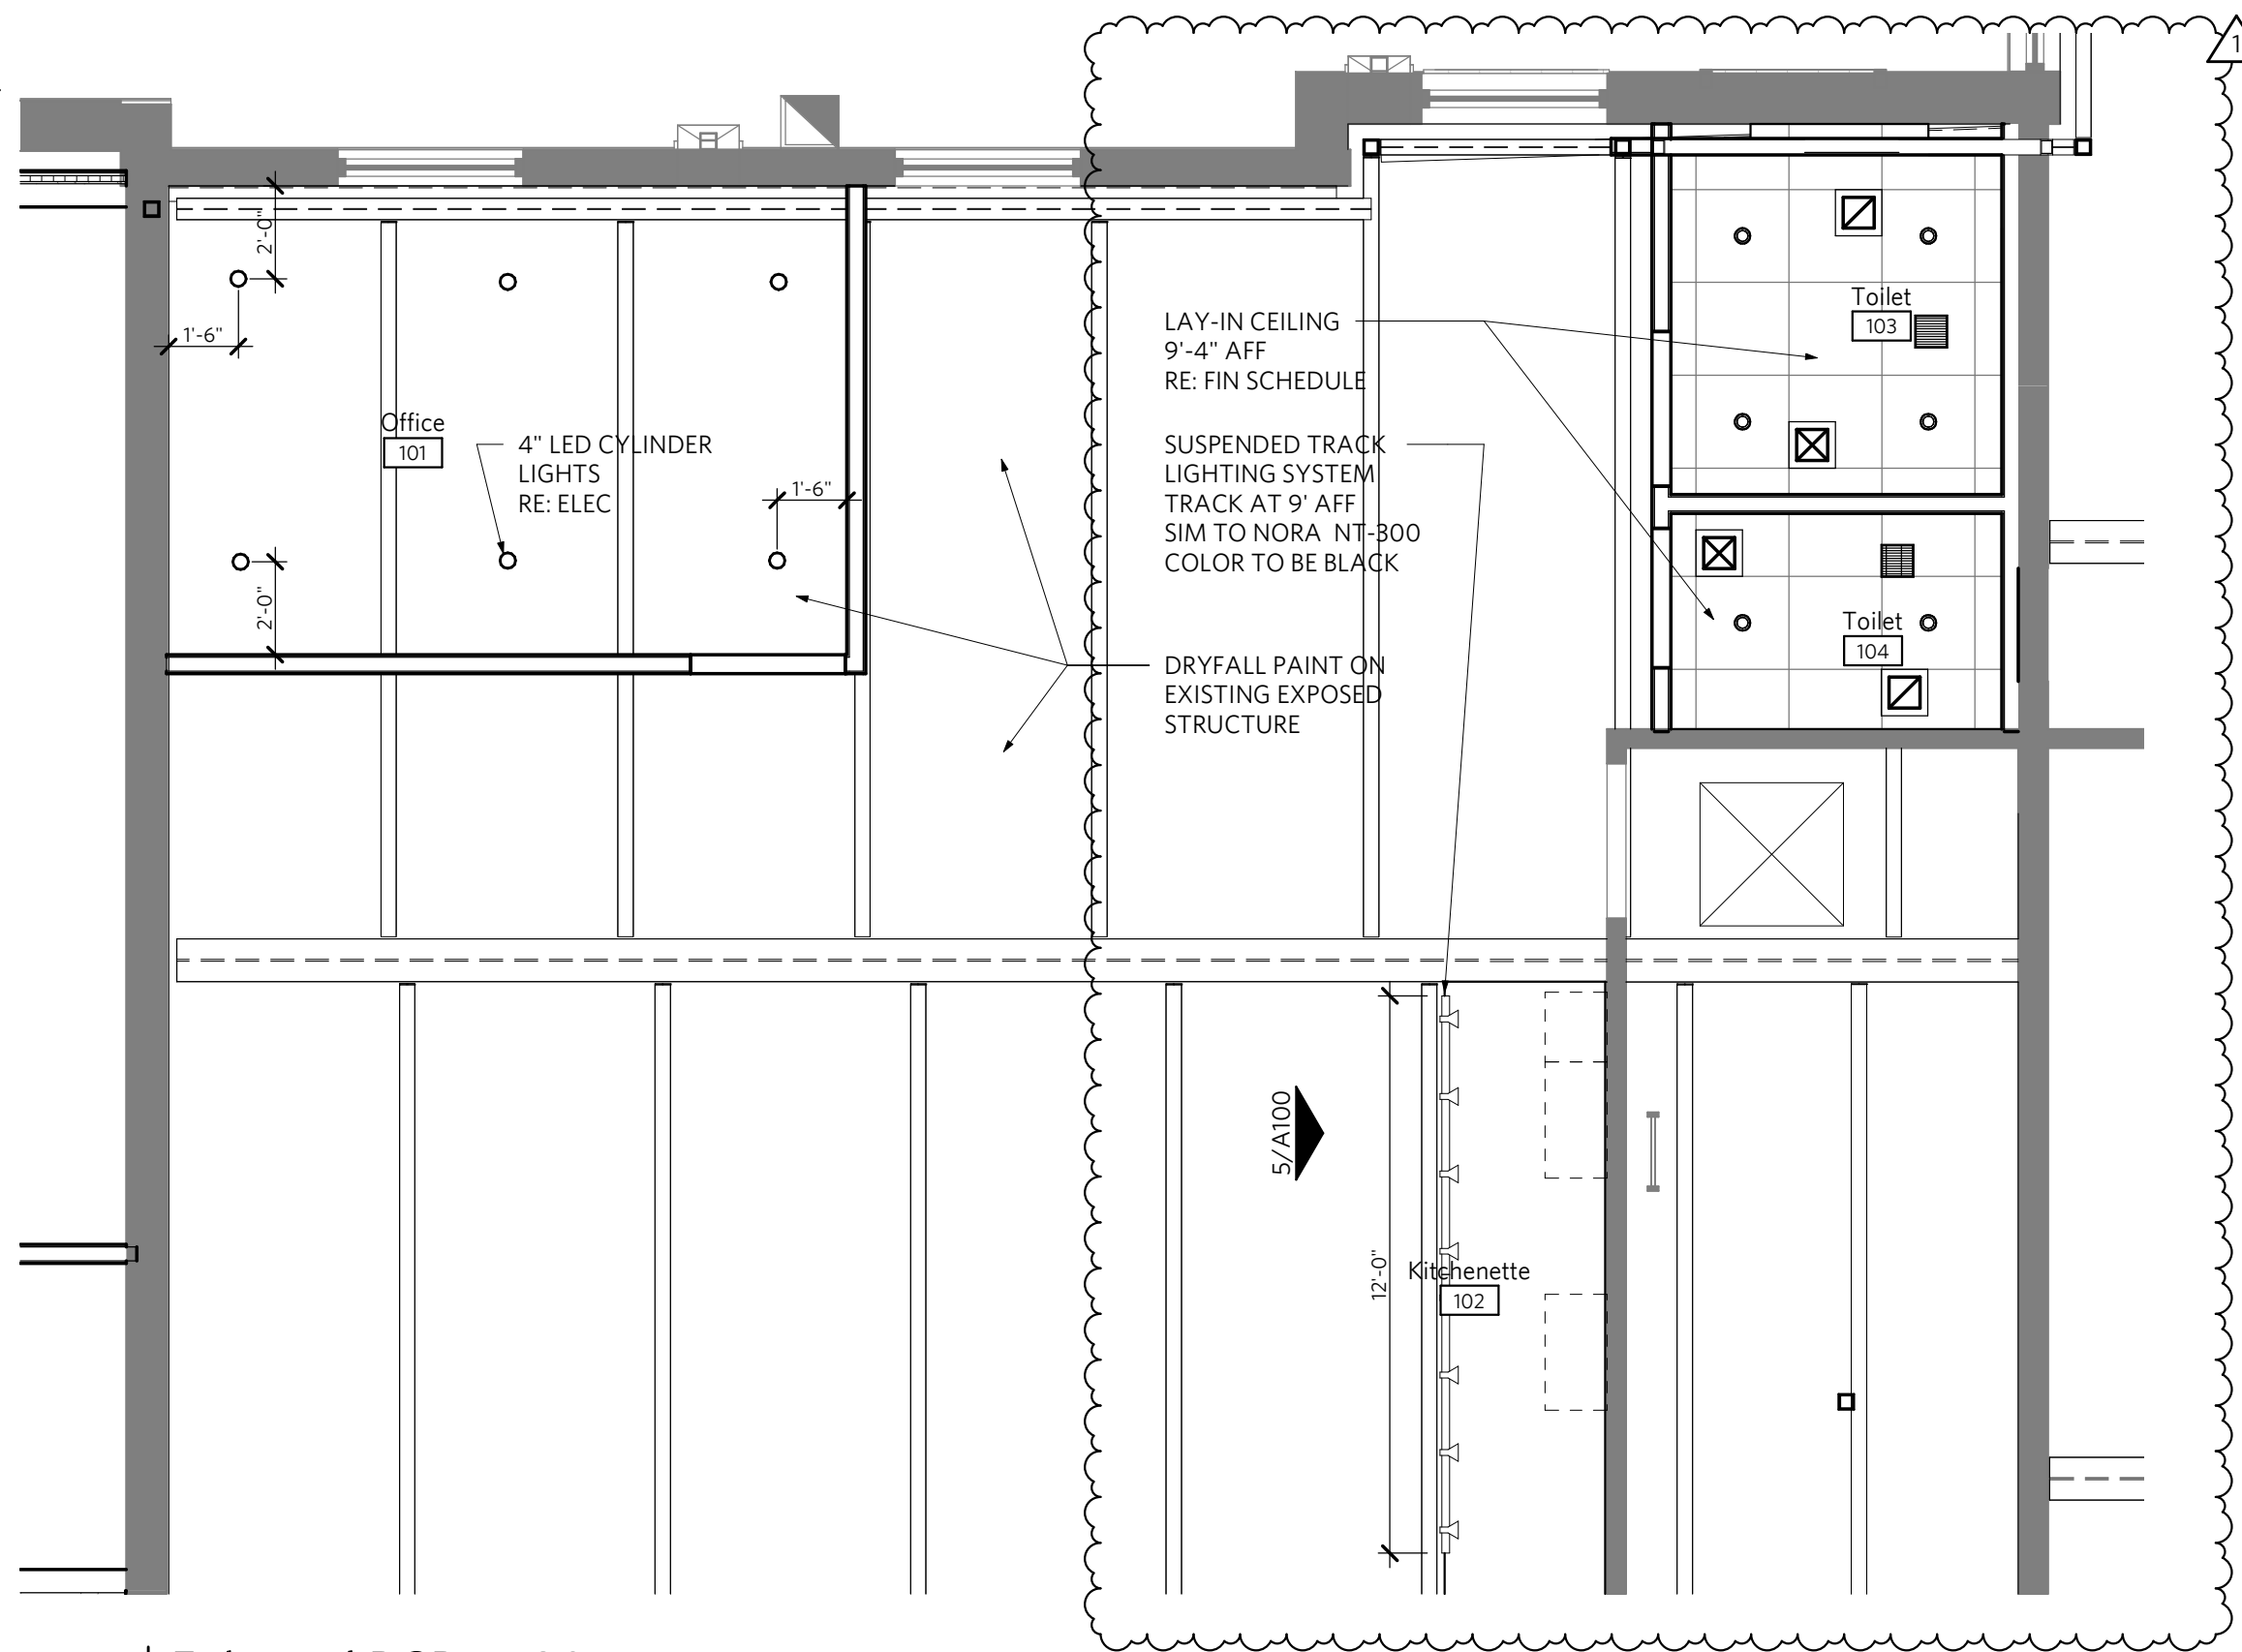 1
2'-0"
1'-6"
Office
101
4" LED CYLINDER
LIGHTS
RE: ELEC
1'-6"
2'-0"
LAY-IN CEILING
9'-4" AFF
RE: FIN SCHEDULE
SUSPENDED TRACK
LIGHTING SYSTEM
TRACK AT 9' AFF
SIM TO NORA NT-300
COLOR TO BE BLACK
DRYFALL PAINT ON
EXISTING EXPOSED
STRUCTURE
Toilet
103
Toilet
104
5/A100
12'-0"
Kitchenette
102